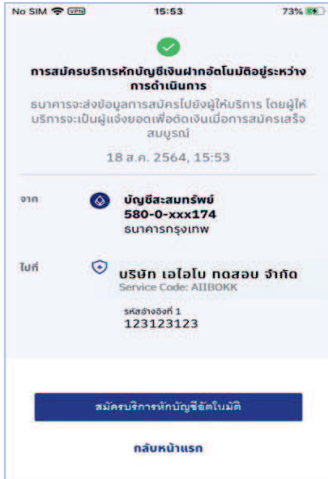 No SIM VPN 15:53 73%
การสมัครบริการหักบัญชีเงินฝากอัตโนมัติอยู่ระหว่าง
การดำเนินการ
ธนาคารจะส่งข้อมูลการสมัครไปยังผู้ให้บริการ โดยผู้ให้
บริการจะเป็นผู้แจ้งยอดเพื่อตัดเงินเมื่อการสมัครเสร็จ
สมบูรณ์
18 ส.ค. 2564, 15:53
จาก
บัญชีสะสมทรัพย์
580-0-xxx174
ธนาคารกรุงเทพ
ไปที่
บริษัท เอไอไบ ทดสอบ จำกัด
Service Code: AIIBOKK
รหัสอ้างอิงที่ 1
123123123
สมัครบริการหักบัญชีอัตโนมัติ
กลับหน้าแรก